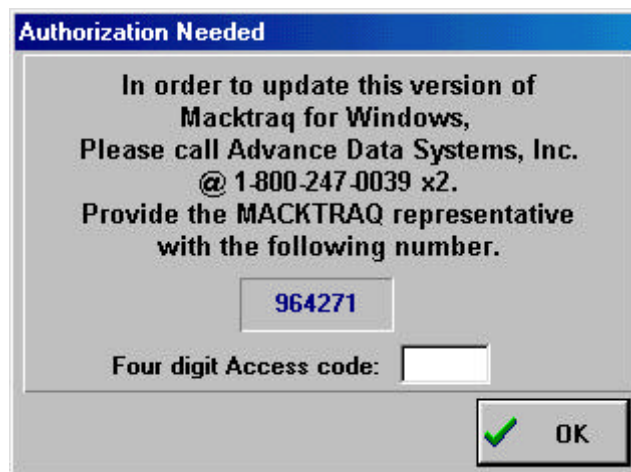 Authorization Needed
In order to update this version of
Macktraq for Windows,
Please call Advance Data Systems, Inc.
@ 1-800-247-0039 x2.
Provide the MACKTRAQ representative
with the following number.
964271
Four digit Access code:
OK